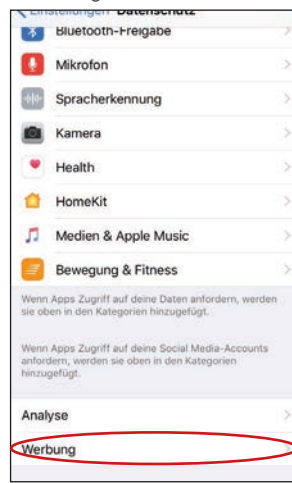 Einstellungen Datenschutz
Bluetooth-Freigabe
Mikrofon
Spracherkennung
Kamera
Health
HomeKit
Medien & Apple Music
Bewegung & Fitness
Wenn Apps Zugriff auf deine Daten anfordern, werden
sie oben in den Kategorien hinzugefügt.
Wenn Apps Zugriff auf deine Social Media-Accounts
anfordern, werden sie oben in den Kategorien
hinzugefügt.
Analyse
Werbung